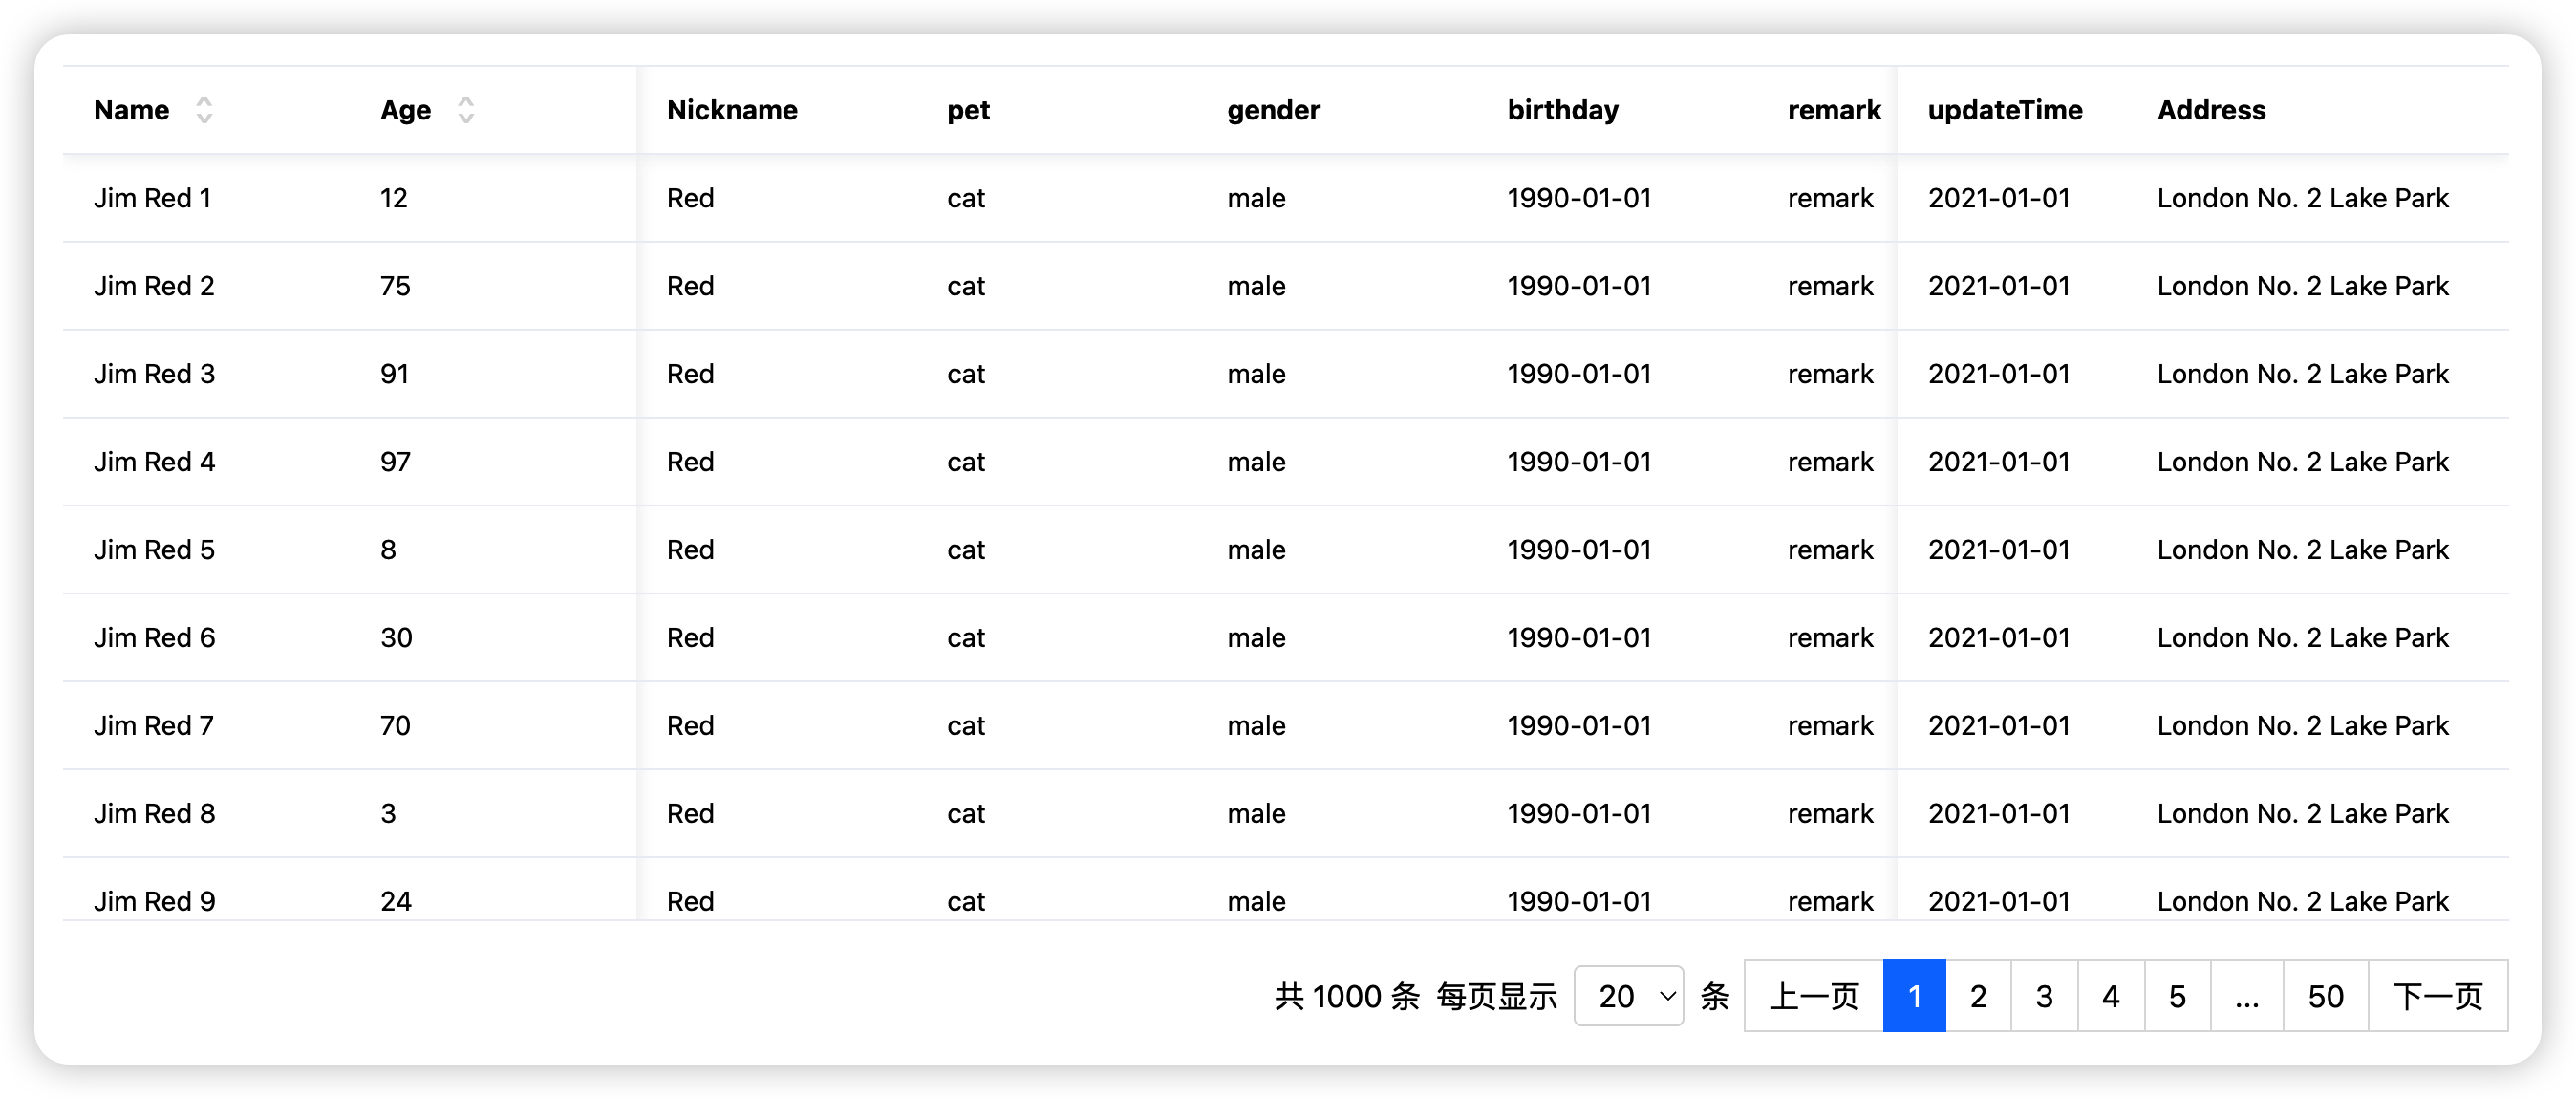 Name Age Nickname pet gender birthday remark updateTime Address
Jim Red 1 12 Red cat male 1990-01-01 remark 2021-01-01 London No. 2 Lake Park
Jim Red 2 75 Red cat male 1990-01-01 remark 2021-01-01 London No. 2 Lake Park
Jim Red 3 91 Red cat male 1990-01-01 remark 2021-01-01 London No. 2 Lake Park
Jim Red 4 97 Red cat male 1990-01-01 remark 2021-01-01 London No. 2 Lake Park
Jim Red 5 8 Red cat male 1990-01-01 remark 2021-01-01 London No. 2 Lake Park
Jim Red 6 30 Red cat male 1990-01-01 remark 2021-01-01 London No. 2 Lake Park
Jim Red 7 70 Red cat male 1990-01-01 remark 2021-01-01 London No. 2 Lake Park
Jim Red 8 3 Red cat male 1990-01-01 remark 2021-01-01 London No. 2 Lake Park
Jim Red 9 24 Red cat male 1990-01-01 remark 2021-01-01 London No. 2 Lake Park
共 1000 条 每页显示 20 条 上一页 1 2 3 4 5 ... 50 下一页